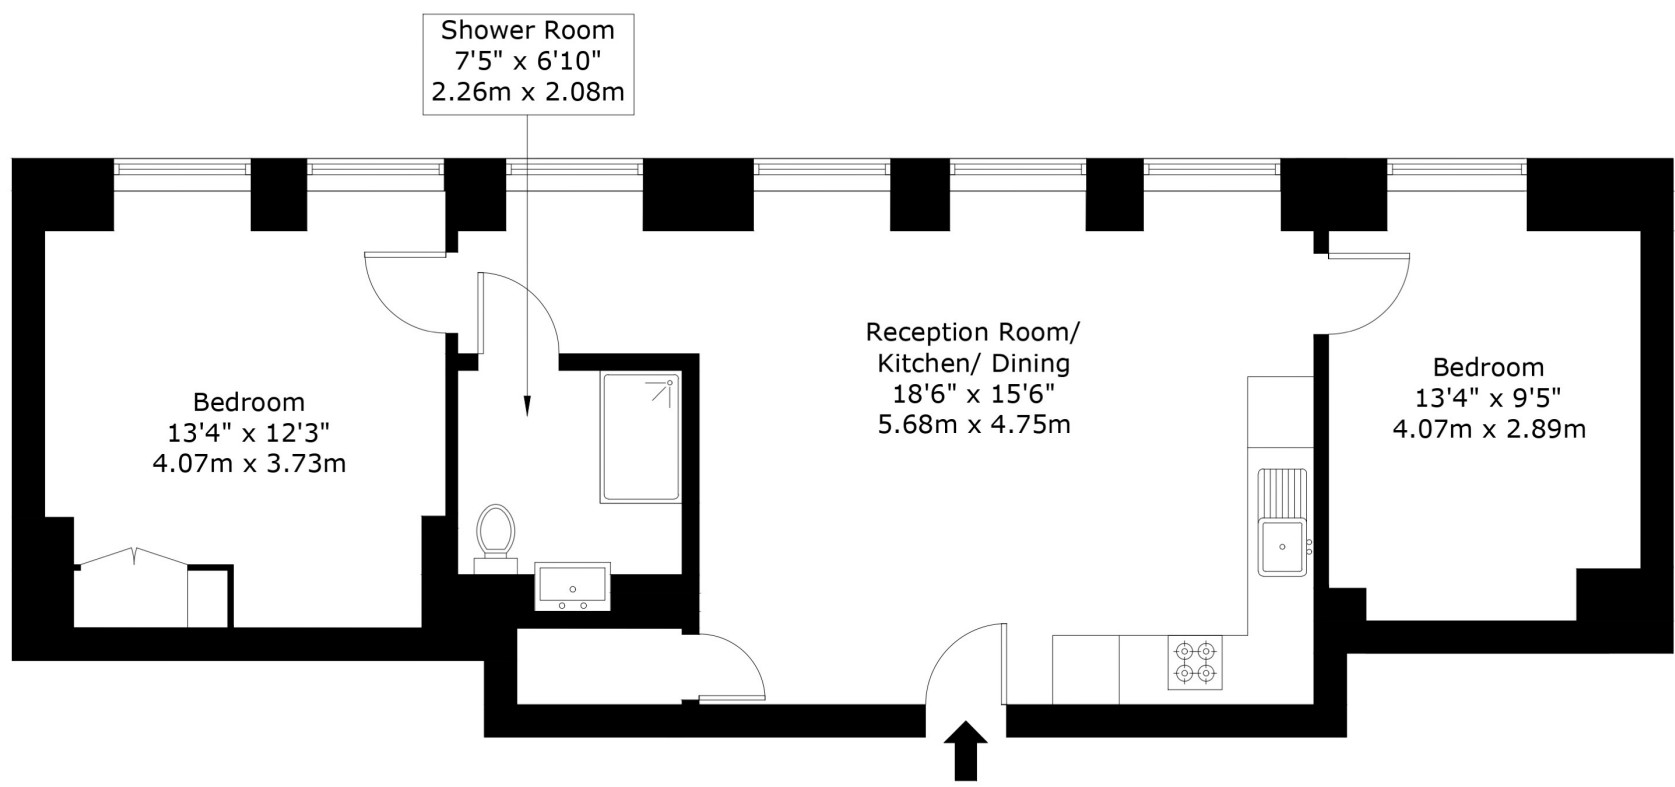 Shower Room
7'5" x 6'10"
2.26m x 2.08m
Bedroom
13'4" x 12'3"
4.07m x 3.73m
Reception Room/
Kitchen/ Dining
18'6" x 15'6"
5.68m x 4.75m
Bedroom
13'4" x 9'5"
4.07m x 2.89m